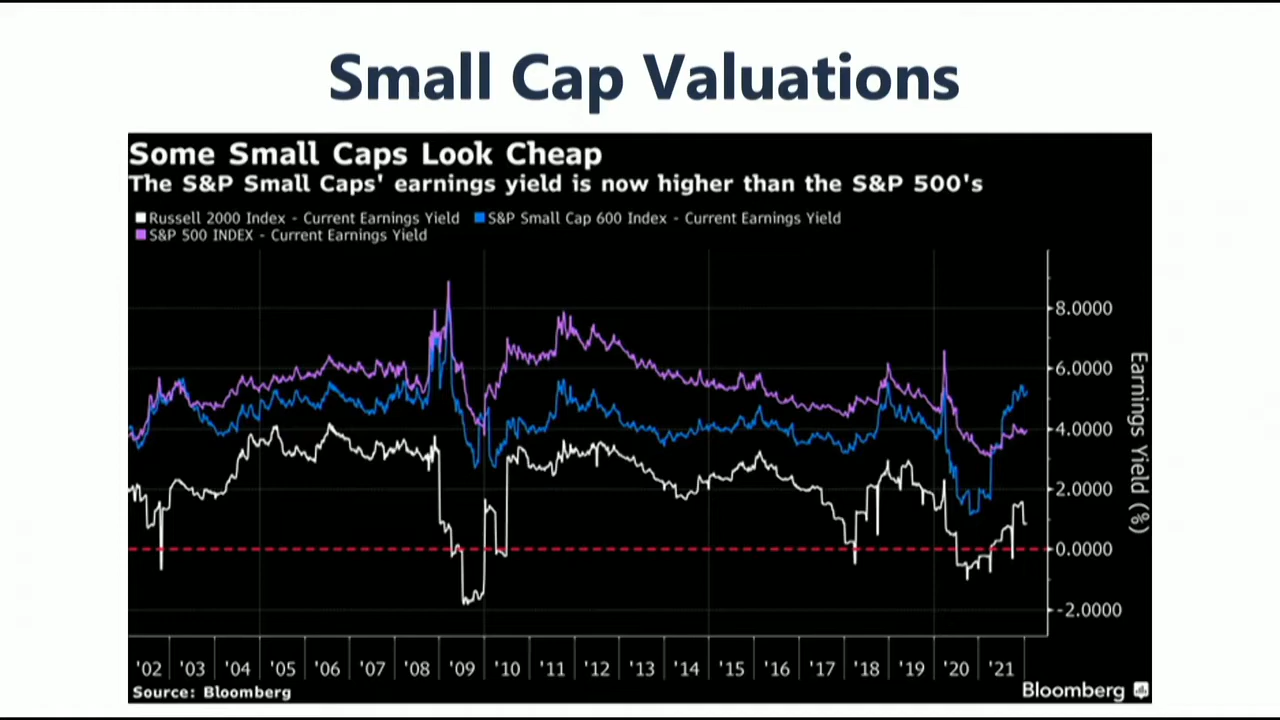 Small Cap Valuations
Some Small Caps Look Cheap
The S&P Small Caps' earnings yield is now higher than the S&P 500's
Russell 2000 Index - Current Earnings Yield S&P Small Cap 600 Index - Current Earnings Yield
S&P 500 INDEX - Current Earnings Yield
8.0000
6.0000
4.0000
2.0000
0.0000
-2.0000
Earnings Yield (%)
'02 '03 '04 '05 '06 '07 '08 '09 '10 '11 '12 '13 '14 '15 '16 '17 '18 '19 '20 '21
Source: Bloomberg
Bloomberg